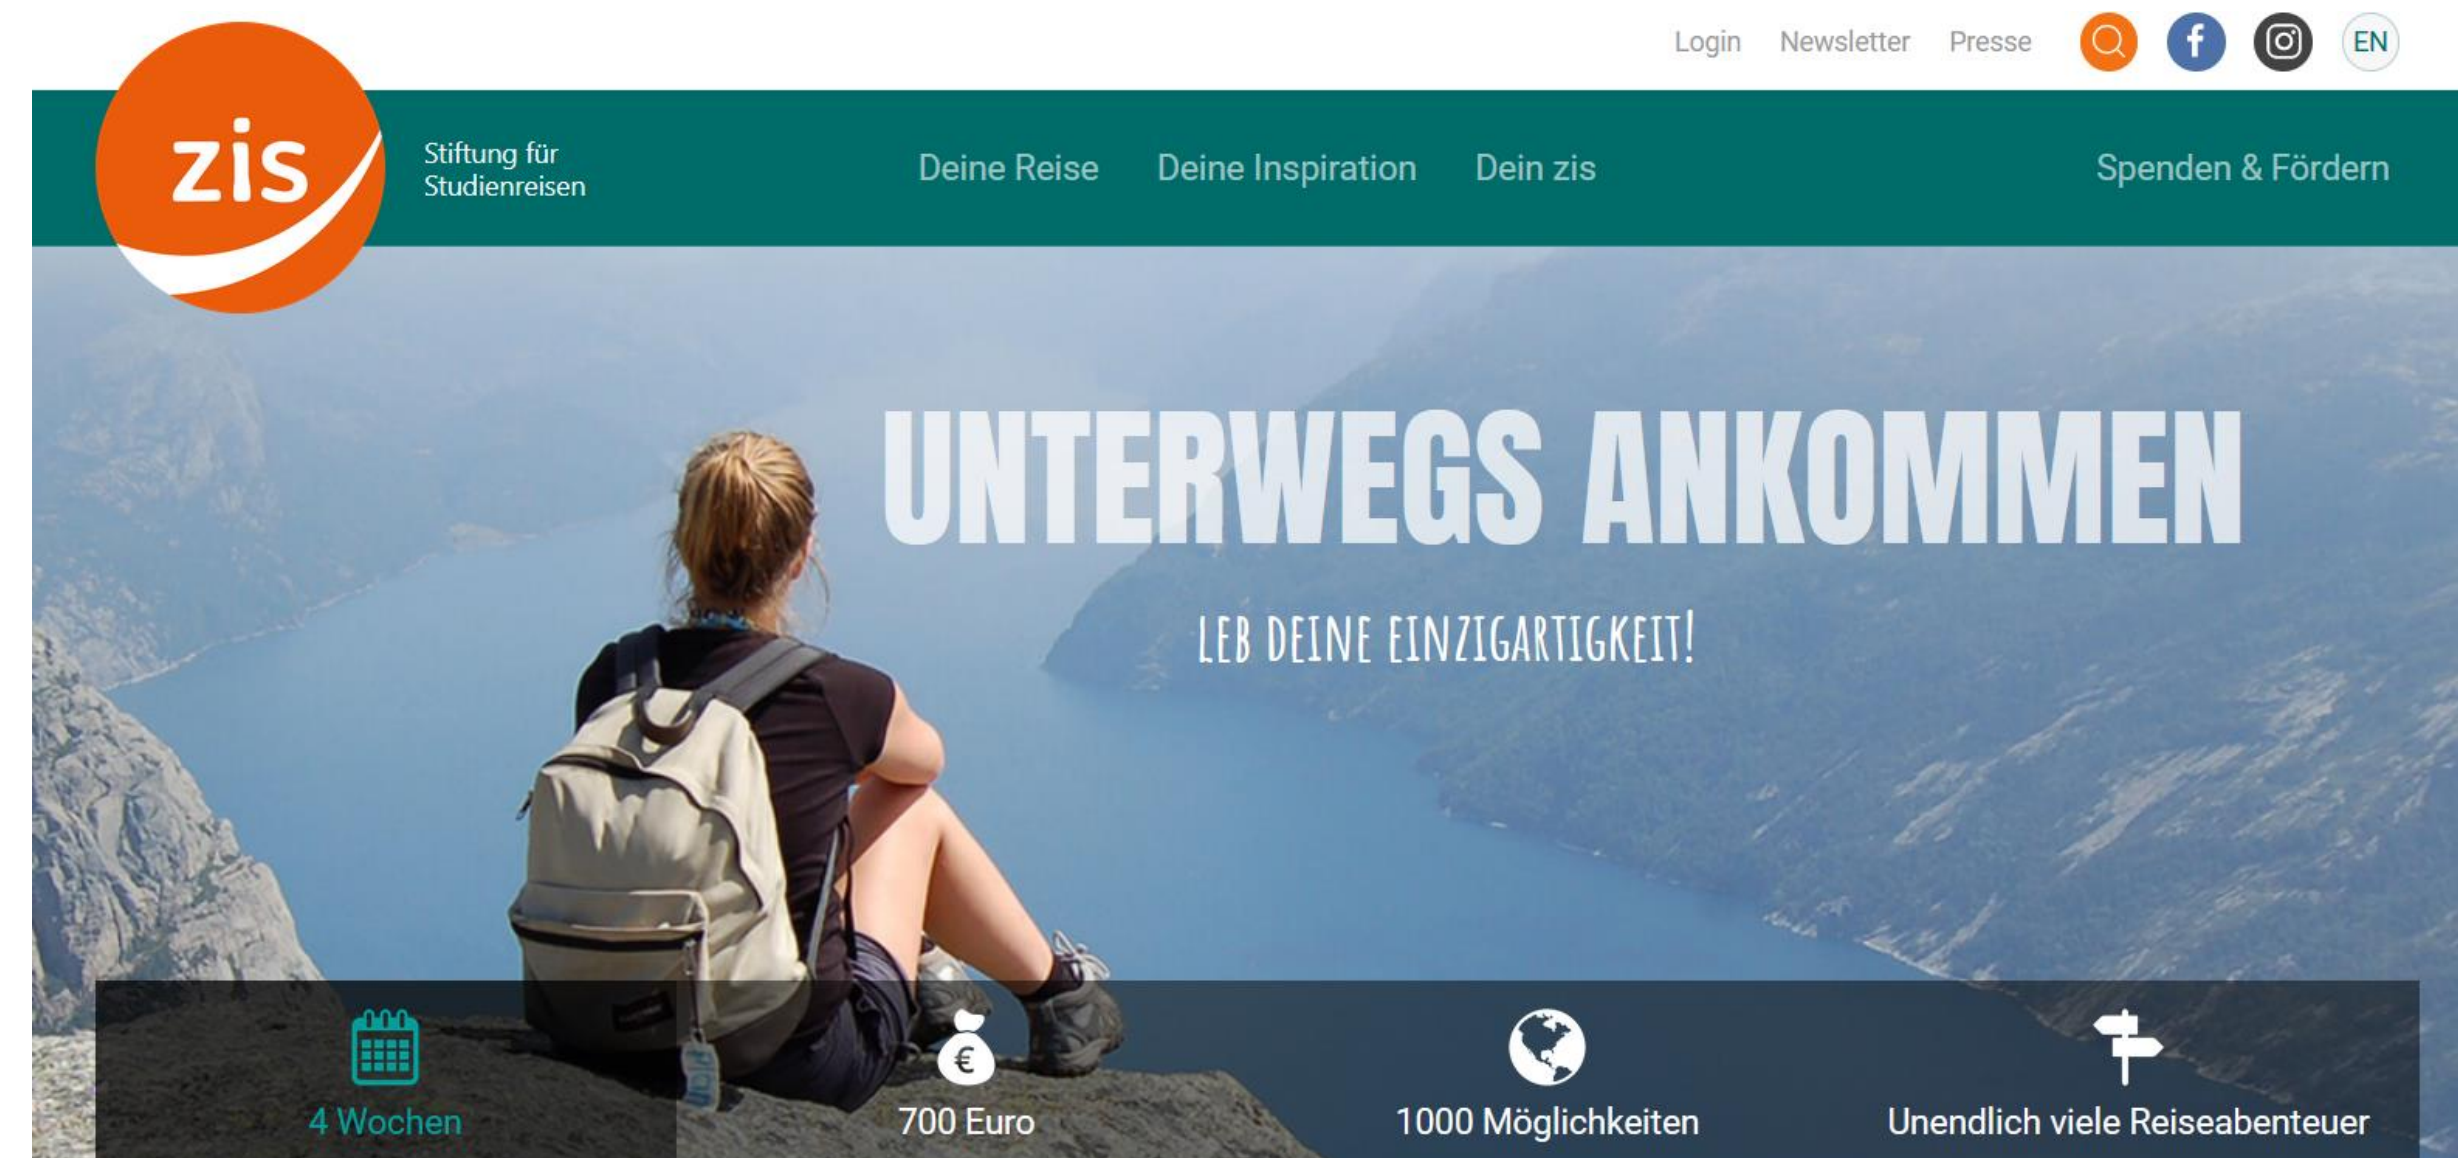 Login Newsletter Presse EN
zis
Stiftung für
Studienreisen
Deine Reise Deine Inspiration Dein zis Spenden & Fördern
UNTERWEGS ANKOMMEN
LEB DEINE EINZIGARTIGKEIT!
€
4 Wochen 700 Euro 1000 Möglichkeiten Unendlich viele Reiseabenteuer